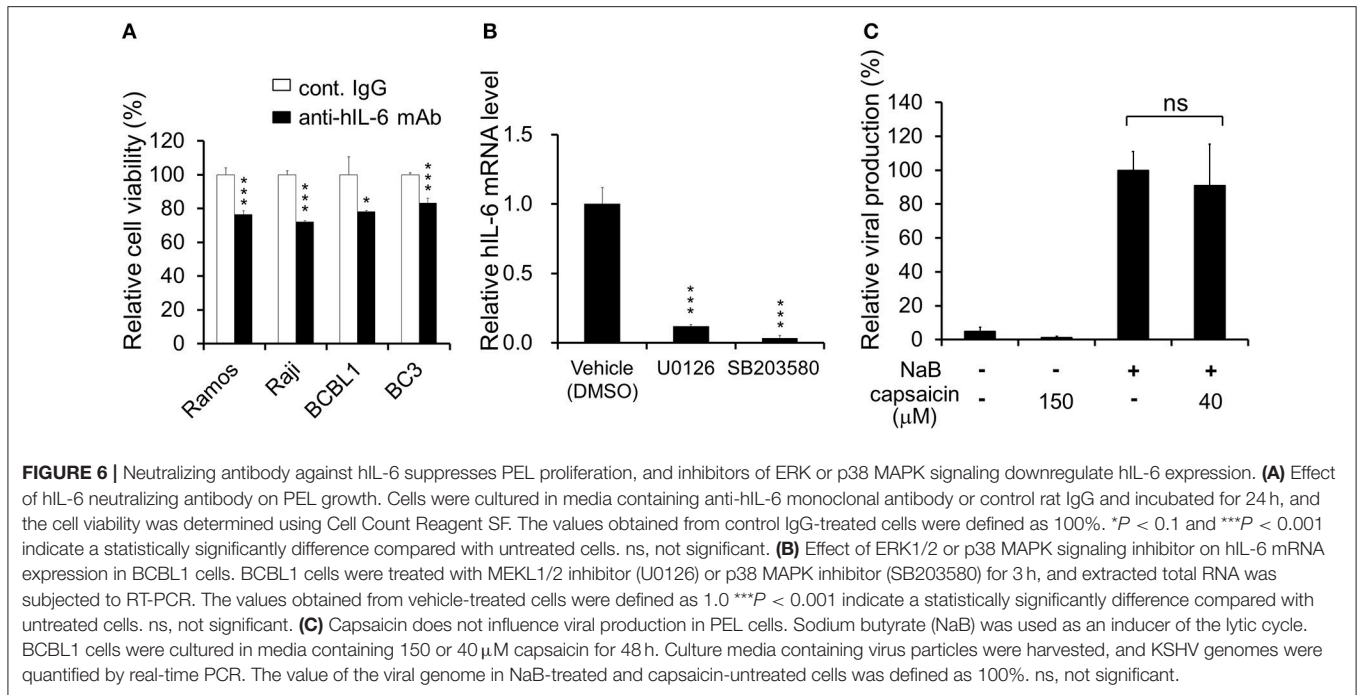 A
cont. IgG
anti-hIL-6 mAb
Relative cell viability (%)
120
100
80
60
40
20
0
***
***
*
***
Ramos
Raji
BCBL1
BC3
B
Relative hIL-6 mRNA level
1.5
1.0
0.5
0.0
***
***
Vehicle
(DMSO)
U0126
SB203580
C
Relative viral production (%)
140
120
100
80
60
40
20
0
ns
NaB - - + +
capsaicin - 150 - 40
(μM)
FIGURE 6 | Neutralizing antibody against hIL-6 suppresses PEL proliferation, and inhibitors of ERK or p38 MAPK signaling downregulate hIL-6 expression. (A) Effect
of hIL-6 neutralizing antibody on PEL growth. Cells were cultured in media containing anti-hIL-6 monoclonal antibody or control rat IgG and incubated for 24 h, and
the cell viability was determined using Cell Count Reagent SF. The values obtained from control IgG-treated cells were defined as 100%. *P < 0.1 and ***P < 0.001
indicate a statistically significantly difference compared with untreated cells. ns, not significant. (B) Effect of ERK1/2 or p38 MAPK signaling inhibitor on hIL-6 mRNA
expression in BCBL1 cells. BCBL1 cells were treated with MEKL1/2 inhibitor (U0126) or p38 MAPK inhibitor (SB203580) for 3 h, and extracted total RNA was
subjected to RT-PCR. The values obtained from vehicle-treated cells were defined as 1.0 ***P < 0.001 indicate a statistically significantly difference compared with
untreated cells. ns, not significant. (C) Capsaicin does not influence viral production in PEL cells. Sodium butyrate (NaB) was used as an inducer of the lytic cycle.
BCBL1 cells were cultured in media containing 150 or 40 μM capsaicin for 48 h. Culture media containing virus particles were harvested, and KSHV genomes were
quantified by real-time PCR. The value of the viral genome in NaB-treated and capsaicin-untreated cells was defined as 100%. ns, not significant.